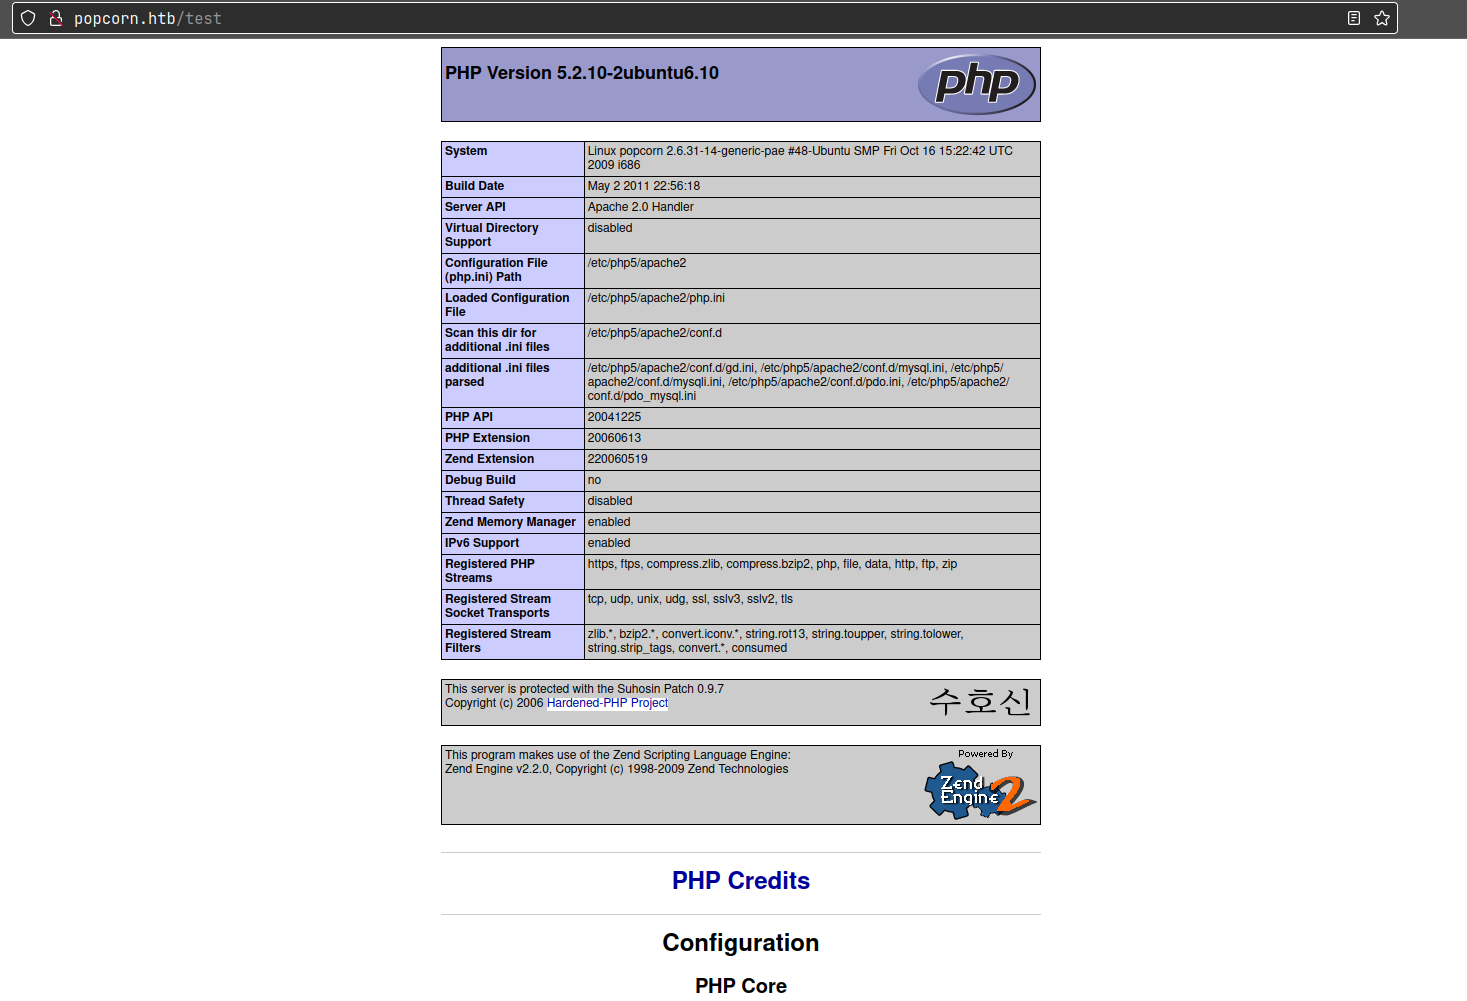 popcorn.htb/test
PHP Version 5.2.10-2ubuntu6.10
php
System
Linux popcorn 2.6.31-14-generic-pae #48-Ubuntu SMP Fri Oct 16 15:22:42 UTC
2009 i686
Build Date
May 2 2011 22:56:18
Server API
Apache 2.0 Handler
Virtual Directory
Support
disabled
Configuration File
(php.ini) Path
/etc/php5/apache2
Loaded Configuration
File
/etc/php5/apache2/php.ini
Scan this dir for
additional .ini files
/etc/php5/apache2/conf.d
additional .ini files
parsed
/etc/php5/apache2/conf.d/gd.ini, /etc/php5/apache2/conf.d/mysql.ini, /etc/php5/
apache2/conf.d/mysqli.ini, /etc/php5/apache2/conf.d/pdo.ini, /etc/php5/apache2/
conf.d/pdo_mysql.ini
PHP API
20041225
PHP Extension
20060613
Zend Extension
220060519
Debug Build
no
Thread Safety
disabled
Zend Memory Manager
enabled
IPv6 Support
enabled
Registered PHP
Streams
https, ftps, compress.zlib, compress.bzip2, php, file, data, http, ftp, zip
Registered Stream
Socket Transports
tcp, udp, unix, udg, ssl, sslv3, sslv2, tls
Registered Stream
Filters
zlib.*, bzip2.*, convert.iconv.*, string.rot13, string.toupper, string.tolower,
string.strip_tags, convert.*, consumed
This server is protected with the Suhosin Patch 0.9.7
Copyright (c) 2006 Hardened-PHP Project
수호신
This program makes use of the Zend Scripting Language Engine:
Zend Engine v2.2.0, Copyright (c) 1998-2009 Zend Technologies
Powered By
Zend
Engine 2
PHP Credits
Configuration
PHP Core